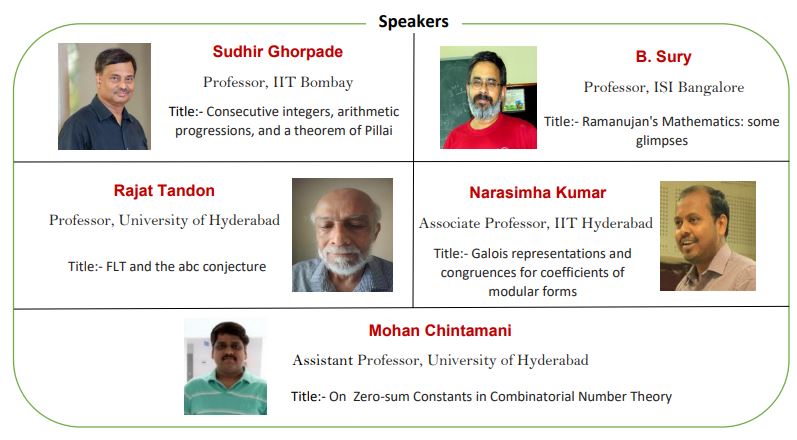 Speakers
Sudhir Ghorpade
Professor, IIT Bombay
Title:- Consecutive integers, arithmetic
progressions, and a theorem of Pillai
B. Sury
Professor, ISI Bangalore
Title:- Ramanujan's Mathematics: some
glimpses
Rajat Tandon
Professor, University of Hyderabad
Title:- FLT and the abc conjecture
Narasimha Kumar
Associate Professor, IIT Hyderabad
Title:- Galois representations and
congruences for coefficients of
modular forms
Mohan Chintamani
Assistant Professor, University of Hyderabad
Title:- On Zero-sum Constants in Combinatorial Number Theory